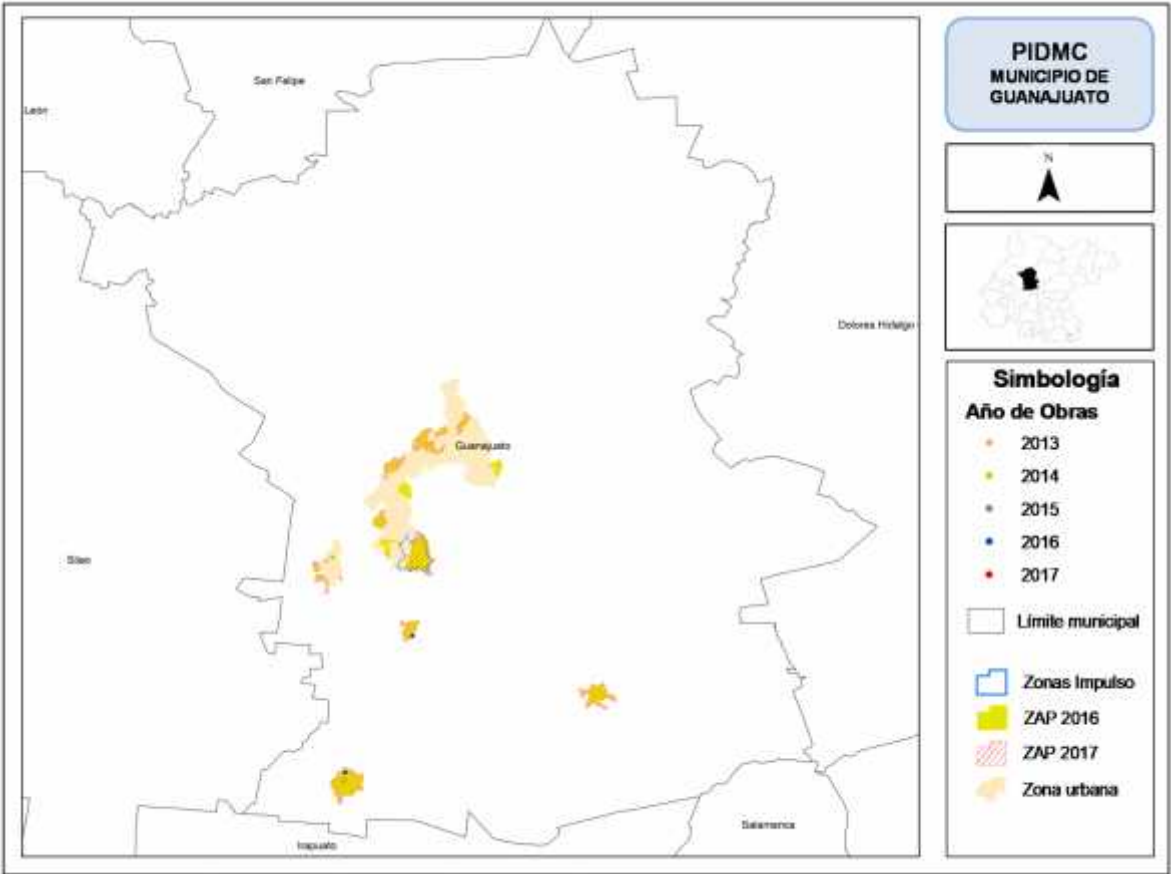 San Felipe
León
Dolores Hidalgo
Guanajuato
Silao
Salamanca
Irapuato
PIDMC
MUNICIPIO DE
GUANAJUATO
N
Simbología
Año de Obras
2013
2014
2015
2016
2017
Límite municipal
Zonas Impulso
ZAP 2016
ZAP 2017
Zona urbana